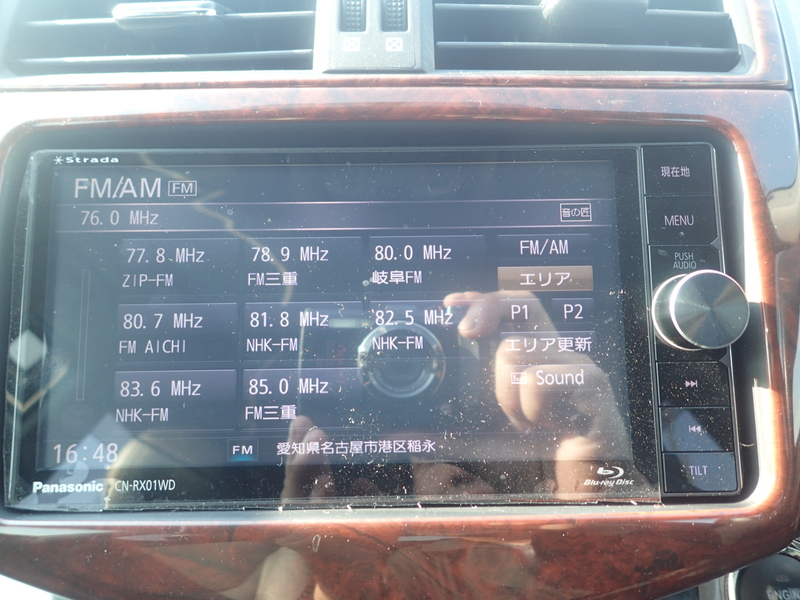 Strada
FM/AM FM
76.0 MHz 音の匠
77.8 MHz 78.9 MHz 80.0 MHz FM/AM
ZIP-FM FM三重 岐阜FM エリア
80.7 MHz 81.8 MHz 82.5 MHz P1 P2
FM AICHI NHK-FM NHK-FM エリア更新
83.6 MHz 85.0 MHz Sound
NHK-FM FM三重
16:48 FM 愛知県名古屋市港区稲永
Panasonic CN-RX01WD Blu-ray Disc
現在地
MENU
PUSH
AUDIO
TILT
ENGINE